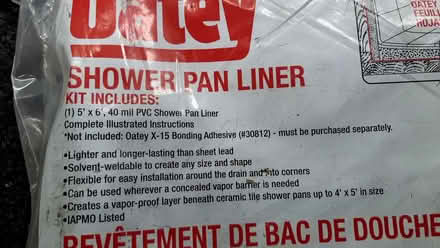 Oatey
OATEY
FEUILL
HOJA
SHOWER PAN LINER
KIT INCLUDES:
(1) 5' x 6', 40 mil PVC Shower Pan Liner
Complete Illustrated Instructions
*Not included: Oatey X-15 Bonding Adhesive (#30812) - must be purchased separately.
•Lighter and longer-lasting than sheet lead
•Solvent-weldable to create any size and shape
•Flexible for easy installation around the drain and into corners
•Can be used wherever a concealed vapor barrier is needed
•Creates a vapor-proof layer beneath ceramic tile shower pans up to 4' x 5' in size
•IAPMO Listed
REVÊTEMENT DE BAC DE DOUCHE